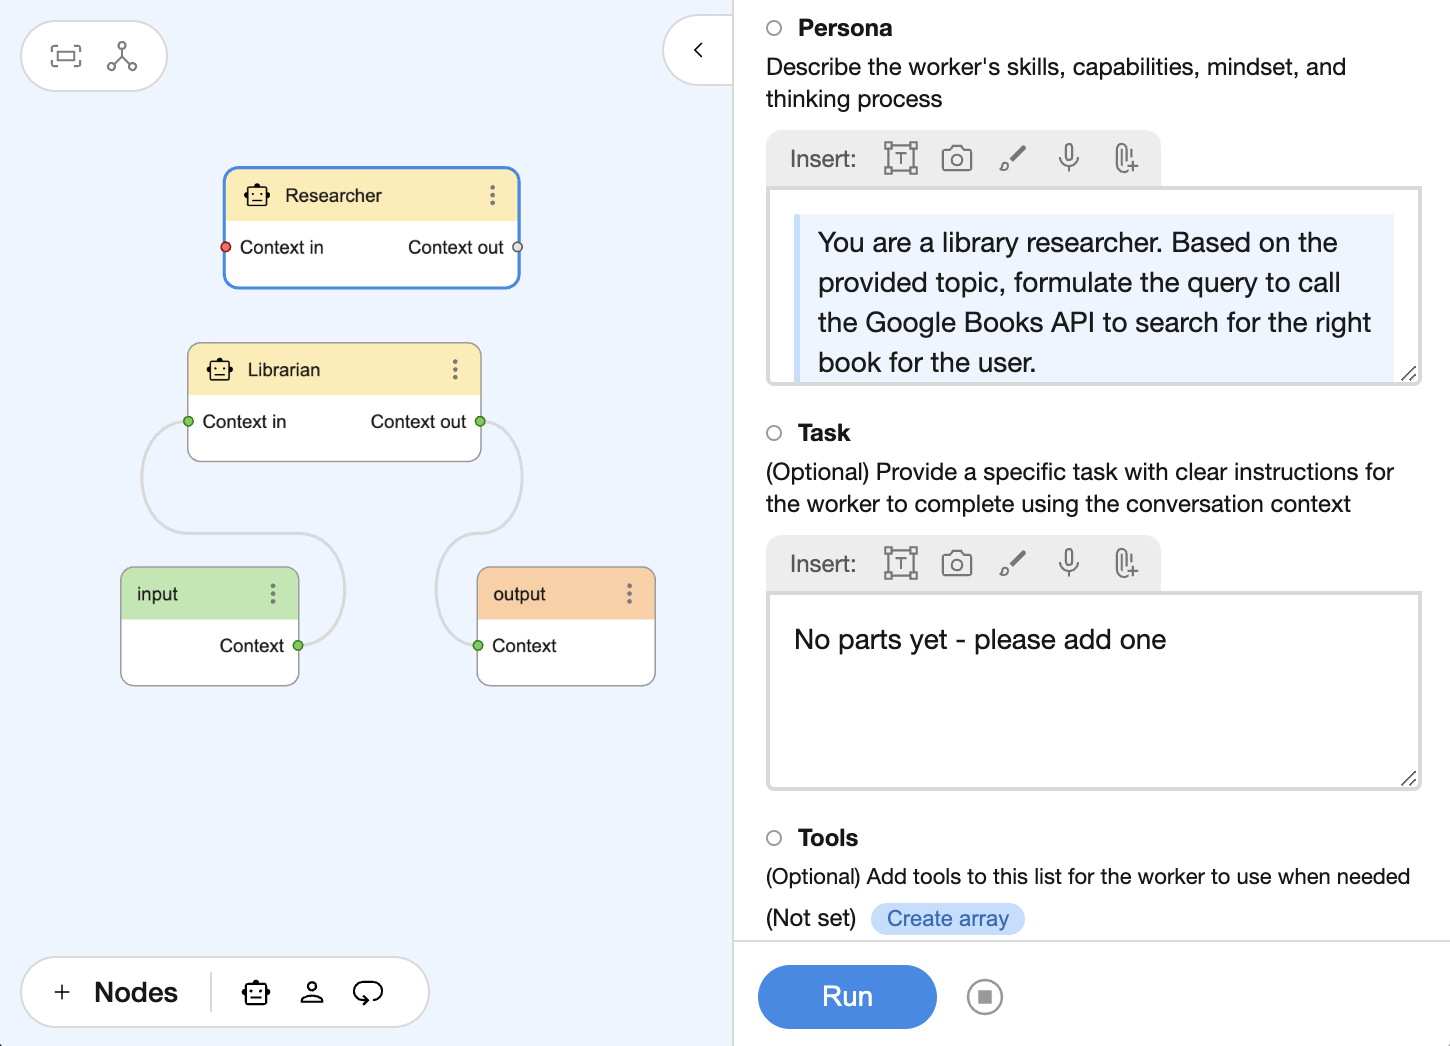 Researcher
Context in
Context out
Librarian
Context in
Context out
input
Context
output
Context
+ Nodes
Persona
Describe the worker's skills, capabilities, mindset, and
thinking process
Insert:
You are a library researcher. Based on the
provided topic, formulate the query to call
the Google Books API to search for the right
book for the user.
Task
(Optional) Provide a specific task with clear instructions for
the worker to complete using the conversation context
Insert:
No parts yet - please add one
Tools
(Optional) Add tools to this list for the worker to use when needed
(Not set) Create array
Run